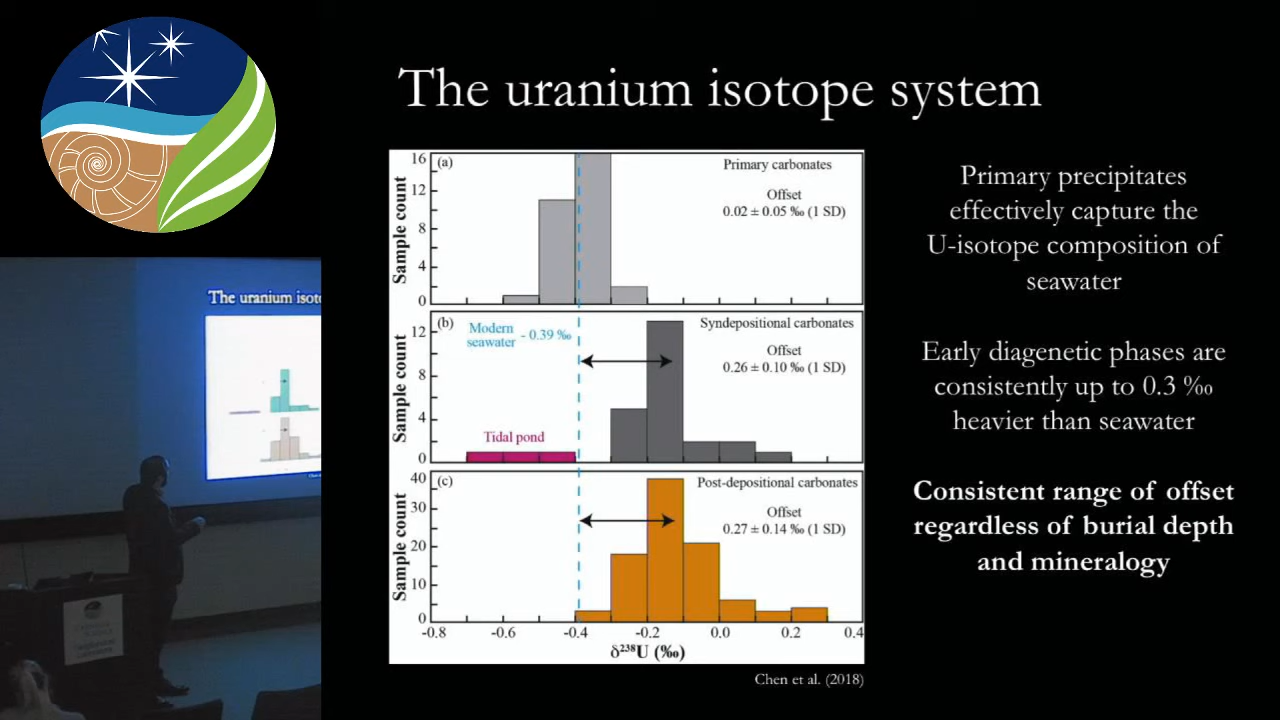 The uranium isotope system
(a)
Primary carbonates
Offset
0.02 ± 0.05 ‰ (1 SD)
Sample count
16
12
8
4
0
(b)
Modern
seawater
- 0.39 ‰
Syndepositional carbonates
Offset
0.26 ± 0.10 ‰ (1 SD)
Tidal pond
Sample count
12
8
4
0
(c)
Post-depositional carbonates
Offset
0.27 ± 0.14 ‰ (1 SD)
Sample count
40
30
20
10
0
-0.8 -0.6 -0.4 -0.2 0.0 0.2 0.4
δ²³⁸U (‰)
Chen et al. (2018)
Primary precipitates
effectively capture the
U-isotope composition of
seawater
Early diagenetic phases are
consistently up to 0.3 ‰
heavier than seawater
Consistent range of offset
regardless of burial depth
and mineralogy
The uranium isot